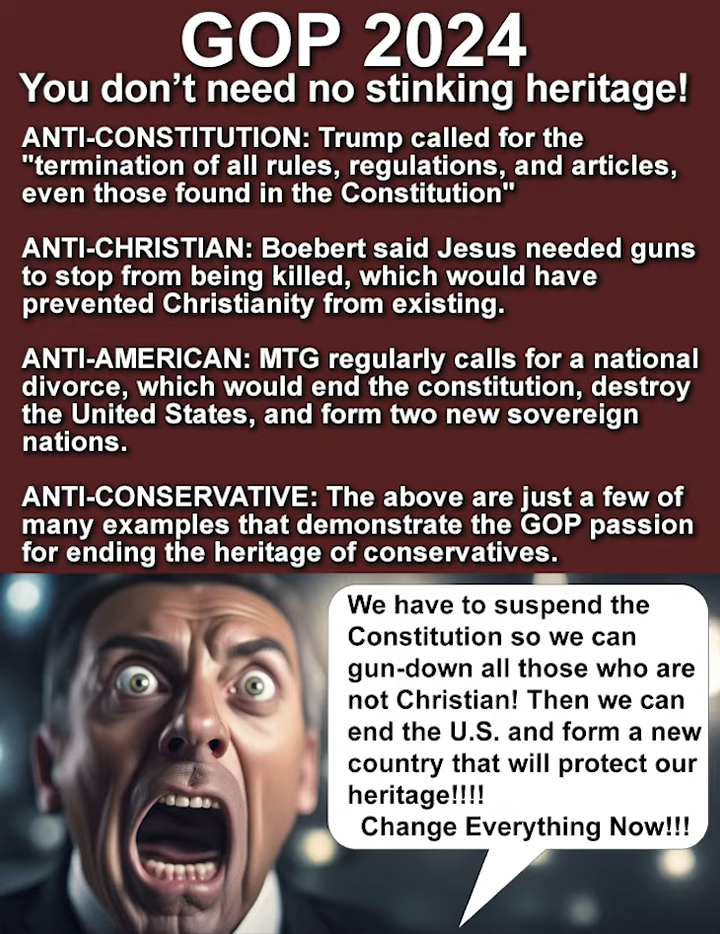 GOP 2024
You don’t need no stinking heritage!
ANTI-CONSTITUTION: Trump called for the
"termination of all rules, regulations, and articles,
even those found in the Constitution"
ANTI-CHRISTIAN: Boebert said Jesus needed guns
to stop from being killed, which would have
prevented Christianity from existing.
ANTI-AMERICAN: MTG regularly calls for a national
divorce, which would end the constitution, destroy
the United States, and form two new sovereign
nations.
ANTI-CONSERVATIVE: The above are just a few of
many examples that demonstrate the GOP passion
for ending the heritage of conservatives.
We have to suspend the
Constitution so we can
gun-down all those who are
not Christian! Then we can
end the U.S. and form a new
country that will protect our
heritage!!!!
Change Everything Now!!!